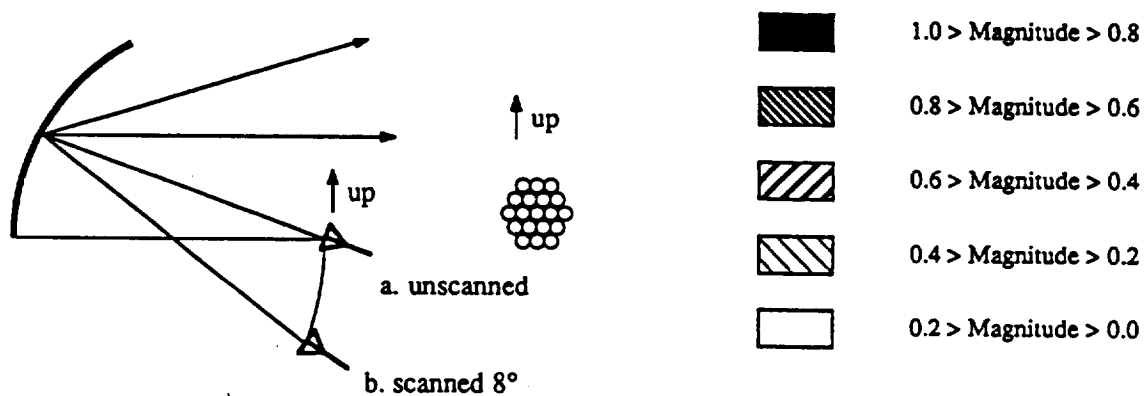 up
up
a. unscanned
b. scanned 8°
1.0 > Magnitude > 0.8
0.8 > Magnitude > 0.6
0.6 > Magnitude > 0.4
0.4 > Magnitude > 0.2
0.2 > Magnitude > 0.0